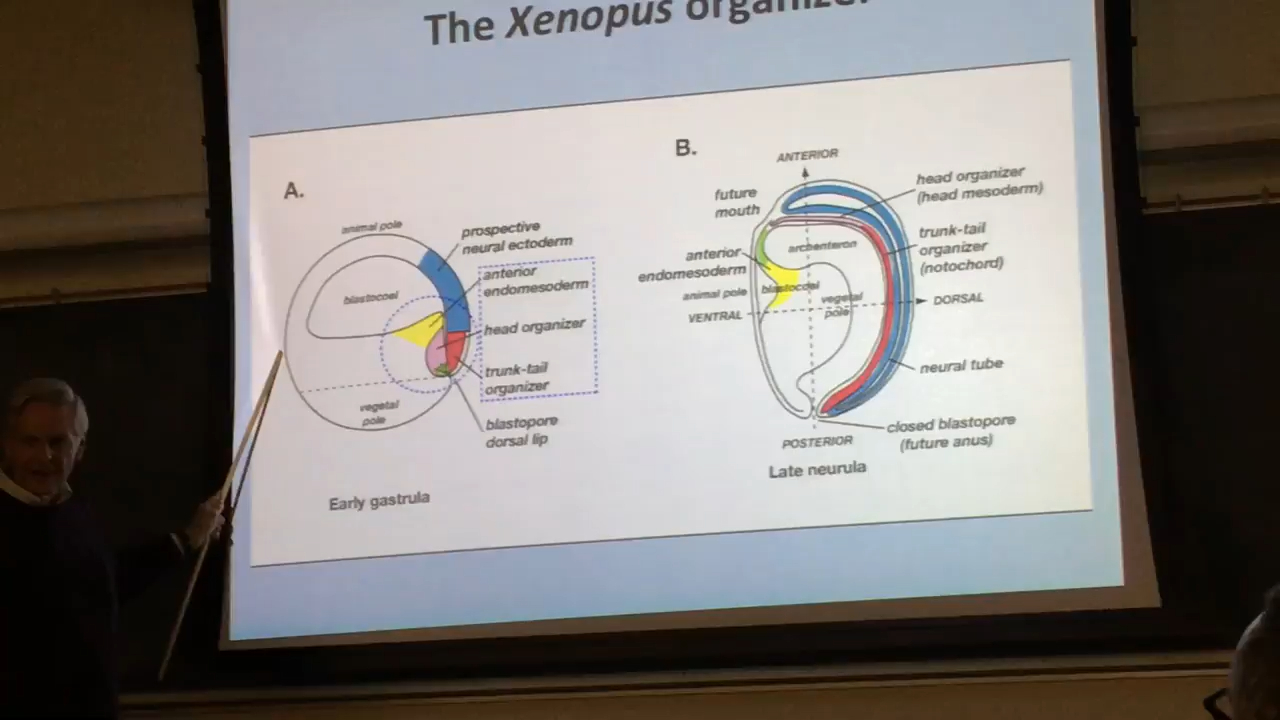 The Xenopus organizer
A.
animal pole
prospective
neural ectoderm
blastocoel
anterior
endomesoderm
head organizer
trunk-tail
organizer
vegetal
pole
blastopore
dorsal lip
Early gastrula
B.
ANTERIOR
future
mouth
head organizer
(head mesoderm)
archenteron
trunk-tail
organizer
(notochord)
anterior
endomesoderm
blastocoel
animal pole
vegetal
pole
VENTRAL
DORSAL
neural tube
closed blastopore
(future anus)
POSTERIOR
Late neurula